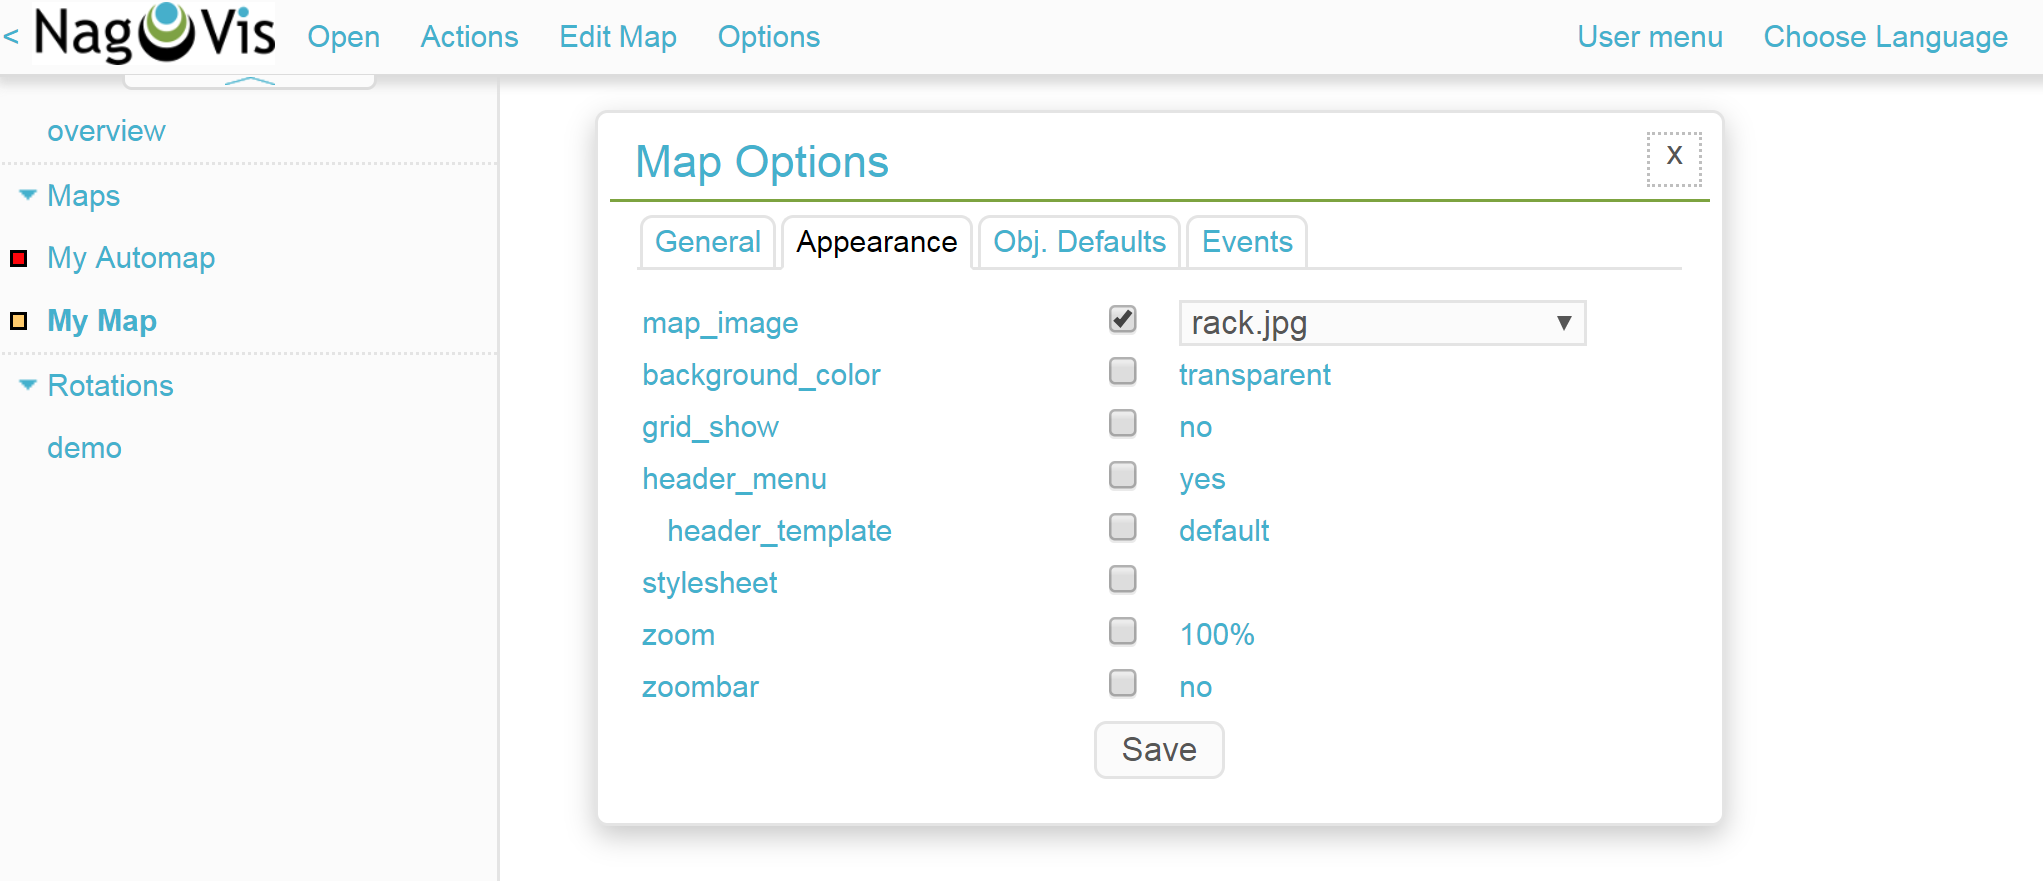 < NagVis Open Actions Edit Map Options User menu Choose Language
overview
Maps
My Automap
My Map
Rotations
demo
Map Options x
General Appearance Obj. Defaults Events
map_image rack.jpg
background_color transparent
grid_show no
header_menu yes
header_template default
stylesheet
zoom 100%
zoombar no
Save